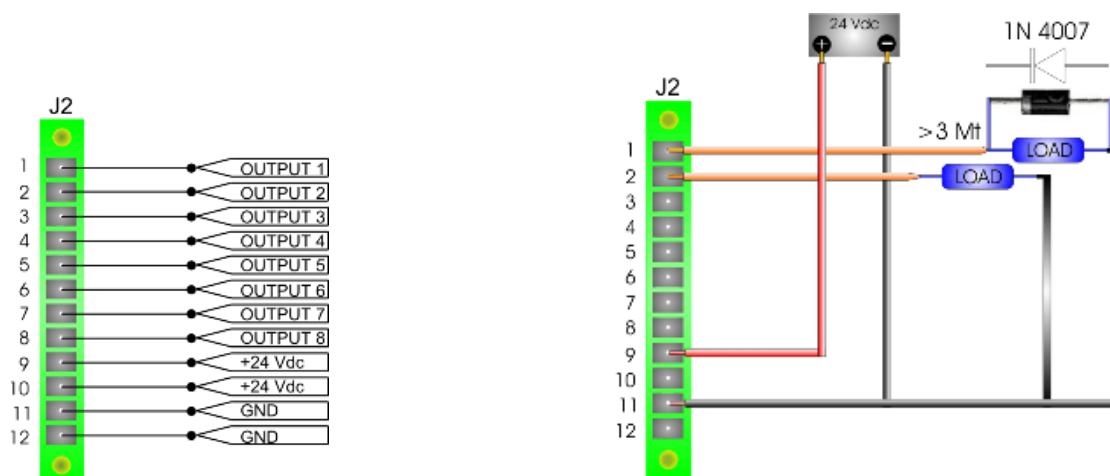 J2
1 OUTPUT 1
2 OUTPUT 2
3 OUTPUT 3
4 OUTPUT 4
5 OUTPUT 5
6 OUTPUT 6
7 OUTPUT 7
8 OUTPUT 8
9 +24 Vdc
10 +24 Vdc
11 GND
12 GND
24 Vdc
+ −
1N 4007
J2
>3 Mt
1 LOAD
2 LOAD
3
4
5
6
7
8
9
10
11
12